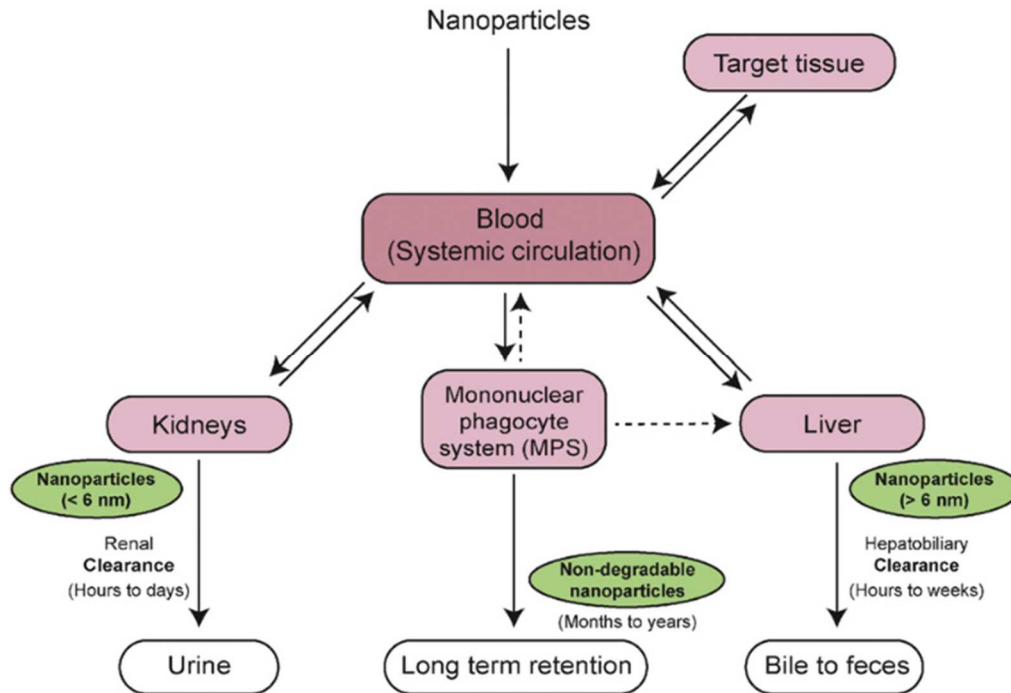 Nanoparticles
Target tissue
Blood
(Systemic circulation)
Kidneys
Mononuclear
phagocyte
system (MPS)
Liver
Nanoparticles
(< 6 nm)
Renal
Clearance
(Hours to days)
Non-degradable
nanoparticles
(Months to years)
Nanoparticles
(> 6 nm)
Hepatobiliary
Clearance
(Hours to weeks)
Urine
Long term retention
Bile to feces